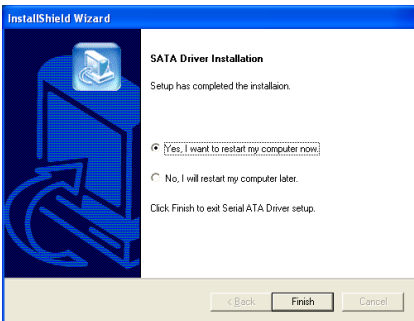 InstallShield Wizard
SATA Driver Installation
Setup has completed the installaion.
Yes, I want to restart my computer now.
No, I will restart my computer later.
Click Finish to exit Serial ATA Driver setup.
< Back
Finish
Cancel